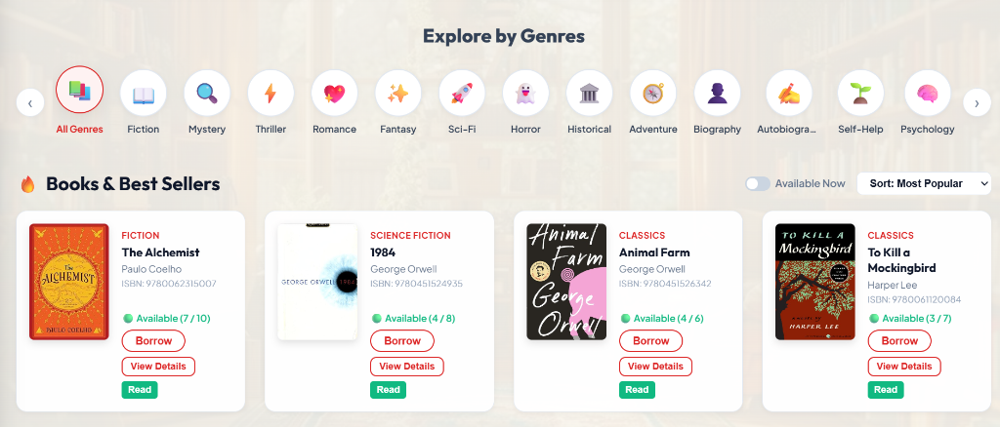 Explore by Genres
‹
All Genres
Fiction
Mystery
Thriller
Romance
Fantasy
Sci-Fi
Horror
Historical
Adventure
Biography
Autobiogra...
Self-Help
Psychology
›
Books & Best Sellers
Available Now
Sort: Most Popular
The
ALCHEMIST
PAULO COELHO
FICTION
The Alchemist
Paulo Coelho
ISBN: 9780062315007
Available (7 / 10)
Borrow
View Details
Read
GEORGE ORWELL 1984
SCIENCE FICTION
1984
George Orwell
ISBN: 9780451524935
Available (4 / 8)
Borrow
View Details
Read
Animal
Farm
George
Orwell
CLASSICS
Animal Farm
George Orwell
ISBN: 9780451526342
Available (4 / 6)
Borrow
View Details
Read
TO KILL A
Mockingbird
HARPER LEE
CLASSICS
To Kill a
Mockingbird
Harper Lee
ISBN: 9780061120084
Available (3 / 7)
Borrow
View Details
Read